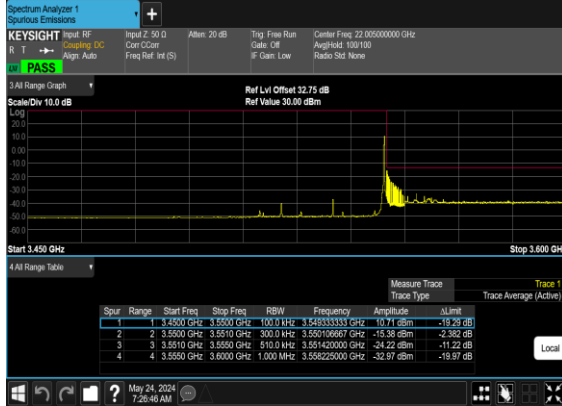 Spectrum Analyzer 1
Spurious Emissions
+
KEYSIGHT Input: RF Input Z: 50 Ω Atten: 20 dB Trig: Free Run Center Freq: 22.005000000 GHz
R T Coupling: DC Corr CCorr Gate: Off Avg|Hold: 100/100
Align: Auto Freq Ref: Int (S) IF Gain: Low Radio Std: None
PASS
3 All Range Graph
Ref Lvl Offset 32.75 dB
Scale/Div 10.0 dB Ref Value 30.00 dBm
Log
20.0
10.0
0.00
-10.0
-20.0
-30.0
-40.0
-50.0
-60.0
Start 3.450 GHz Stop 3.600 GH
4 All Range Table
Measure Trace Trace 1
Trace Type Trace Average (Active)
Spur Range Start Freq Stop Freq RBW Frequency Amplitude ΔLimit
1 1 3.4500 GHz 3.5500 GHz 100.0 kHz 3.549333333 GHz 10.71 dBm -19.29 dB
2 2 3.5500 GHz 3.5510 GHz 300.0 kHz 3.550106667 GHz -15.38 dBm -2.382 dB
3 3 3.5510 GHz 3.5550 GHz 510.0 kHz 3.551420000 GHz -24.22 dBm -11.22 dB
4 4 3.5550 GHz 3.6000 GHz 1.000 MHz 3.558225000 GHz -32.97 dBm -19.97 dB
Local
?
May 24, 2024
7:26:46 AM